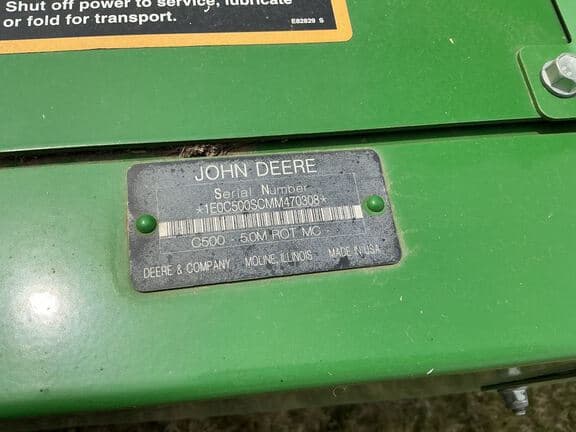 Shut off power to service, lubricate
or fold for transport.
E82829 S
JOHN DEERE
Serial Number
*1E0C500SCMM470308*
C500 - 5.0M ROT MC
DEERE & COMPANY MOLINE, ILLINOIS MADE IN USA